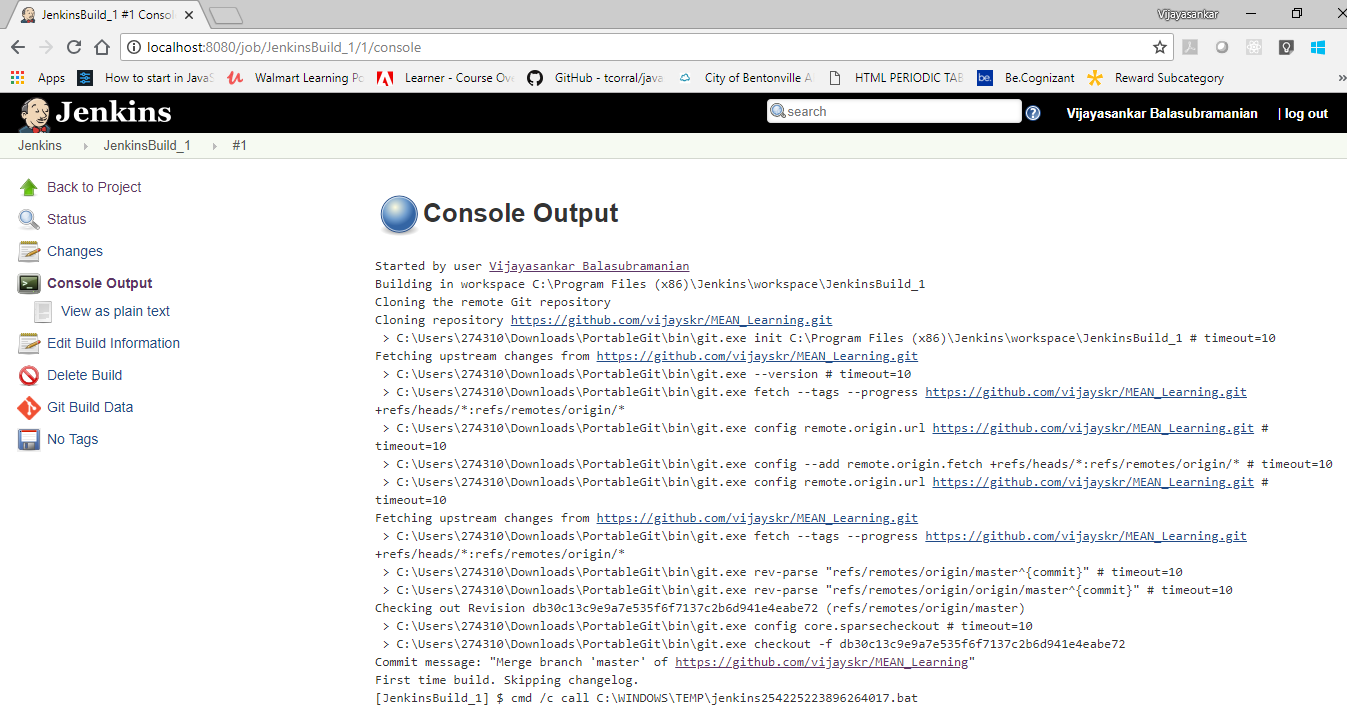 JenkinsBuild_1 #1 Conso
Vijayasankar
localhost:8080/job/JenkinsBuild_1/1/console
Apps
How to start in JavaS
Walmart Learning Po
Learner - Course Ov
GitHub - tcorral/java
City of Bentonville A
HTML PERIODIC TAB
be.
Be.Cognizant
Reward Subcategory
»
Jenkins
search
?
Vijayasankar Balasubramanian
| log out
Jenkins
JenkinsBuild_1
#1
Back to Project
Status
Changes
Console Output
View as plain text
Edit Build Information
Delete Build
Git Build Data
No Tags
Console Output
Started by user Vijayasankar Balasubramanian
Building in workspace C:\Program Files (x86)\Jenkins\workspace\JenkinsBuild_1
Cloning the remote Git repository
Cloning repository https://github.com/vijayskr/MEAN_Learning.git
> C:\Users\274310\Downloads\PortableGit\bin\git.exe init C:\Program Files (x86)\Jenkins\workspace\JenkinsBuild_1 # timeout=10
Fetching upstream changes from https://github.com/vijayskr/MEAN_Learning.git
> C:\Users\274310\Downloads\PortableGit\bin\git.exe --version # timeout=10
> C:\Users\274310\Downloads\PortableGit\bin\git.exe fetch --tags --progress https://github.com/vijayskr/MEAN_Learning.git
+refs/heads/*:refs/remotes/origin/*
> C:\Users\274310\Downloads\PortableGit\bin\git.exe config remote.origin.url https://github.com/vijayskr/MEAN_Learning.git #
timeout=10
> C:\Users\274310\Downloads\PortableGit\bin\git.exe config --add remote.origin.fetch +refs/heads/*:refs/remotes/origin/* # timeout=10
> C:\Users\274310\Downloads\PortableGit\bin\git.exe config remote.origin.url https://github.com/vijayskr/MEAN_Learning.git #
timeout=10
Fetching upstream changes from https://github.com/vijayskr/MEAN_Learning.git
> C:\Users\274310\Downloads\PortableGit\bin\git.exe fetch --tags --progress https://github.com/vijayskr/MEAN_Learning.git
+refs/heads/*:refs/remotes/origin/*
> C:\Users\274310\Downloads\PortableGit\bin\git.exe rev-parse "refs/remotes/origin/master^{commit}" # timeout=10
> C:\Users\274310\Downloads\PortableGit\bin\git.exe rev-parse "refs/remotes/origin/origin/master^{commit}" # timeout=10
Checking out Revision db30c13c9e9a7e535f6f7137c2b6d941e4eabe72 (refs/remotes/origin/master)
> C:\Users\274310\Downloads\PortableGit\bin\git.exe config core.sparsecheckout # timeout=10
> C:\Users\274310\Downloads\PortableGit\bin\git.exe checkout -f db30c13c9e9a7e535f6f7137c2b6d941e4eabe72
Commit message: "Merge branch 'master' of https://github.com/vijayskr/MEAN_Learning"
First time build. Skipping changelog.
[JenkinsBuild_1] $ cmd /c call C:\WINDOWS\TEMP\jenkins254225223896264017.bat